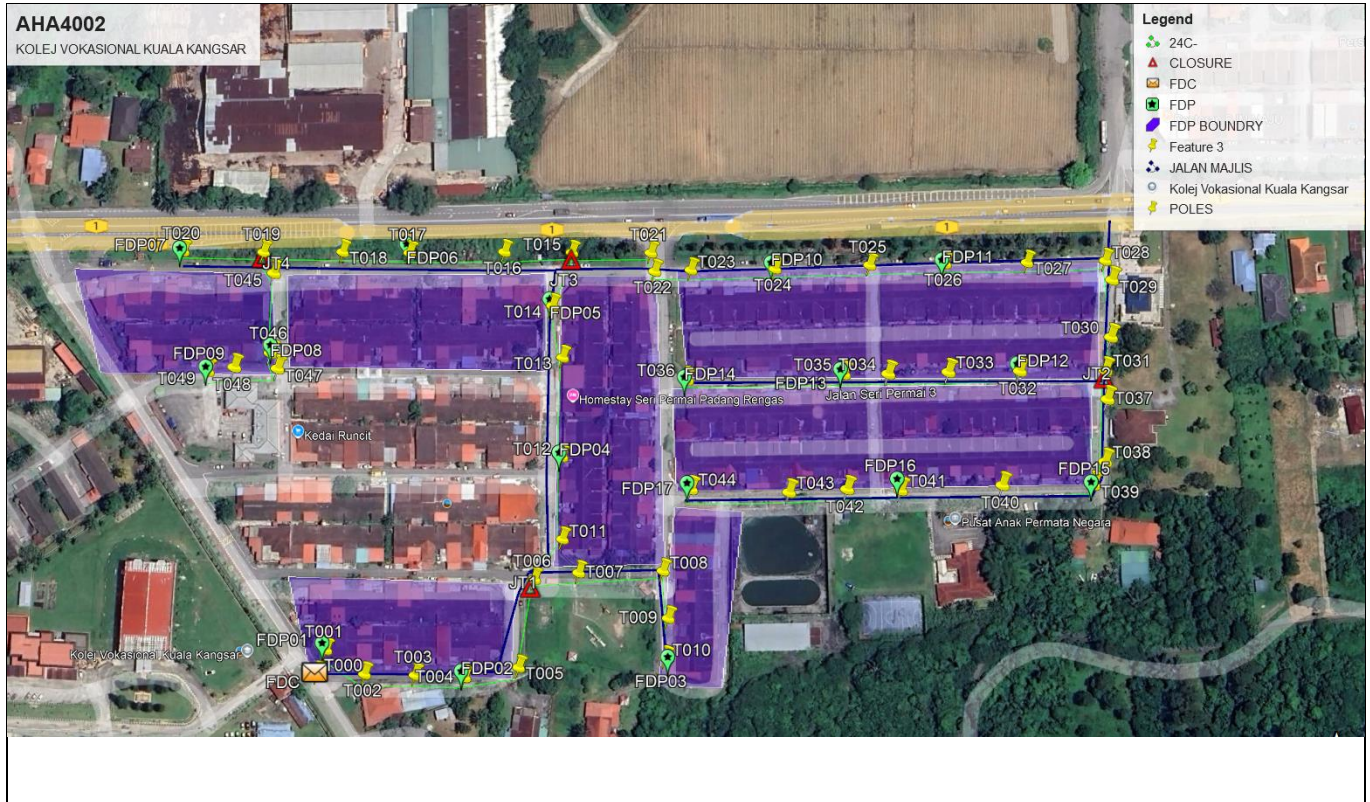 AHA4002
KOLEJ VOKASIONAL KUALA KANGSAR
Legend
24C-
CLOSURE
FDC
FDP
FDP BOUNDRY
Feature 3
JALAN MAJLIS
Kolej Vokasional Kuala Kangsar
POLES
1
1
1
T020
T019
T017
T015
T021
FDP07
T018
FDP06
T025
T028
JT4
T016
T023
FDP10
FDP11
T027
T045
JT3
T022
T024
T026
T029
T014
FDP05
T046
T030
FDP09
FDP08
T013
T035
T034
T033
FDP12
T031
T049
T048
T047
T036
FDP14
FDP13
T032
JT2
Homestay Seri Permai Padang Rengas
Jalan Seri Permai 3
T037
Kedai Runcit
T012
FDP04
T038
FDP17
T044
T043
FDP16
T041
FDP15
T042
T040
T039
Pusat Anak Permata Negara
T011
T006
T007
T008
JT1
T009
FDP01
T001
Kolej Vokasional Kuala Kangsar
T000
T003
T010
FDC
T002
T004
FDP02
T005
FDP03